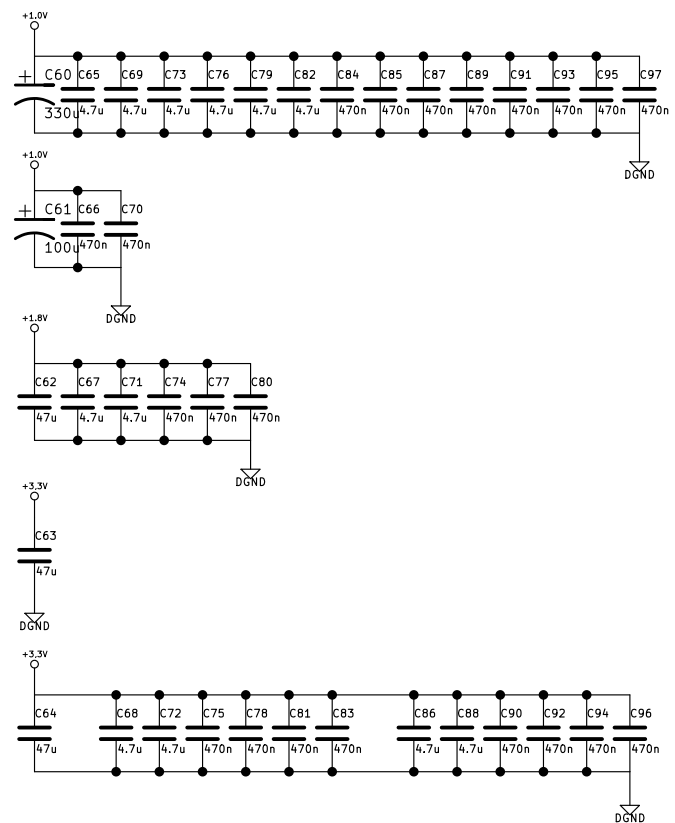 +1.0V
C60 C65 C69 C73 C76 C79 C82 C84 C85 C87 C89 C91 C93 C95 C97
330u 4.7u 4.7u 4.7u 4.7u 4.7u 4.7u 470n 470n 470n 470n 470n 470n 470n 470n
DGND
+1.0V
C61 C66 C70
100u 470n 470n
DGND
+1.8V
C62 C67 C71 C74 C77 C80
47u 4.7u 4.7u 470n 470n 470n
DGND
+3.3V
C63
47u
DGND
+3.3V
C64 C68 C72 C75 C78 C81 C83 C86 C88 C90 C92 C94 C96
47u 4.7u 4.7u 470n 470n 470n 470n 4.7u 4.7u 470n 470n 470n 470n
DGND